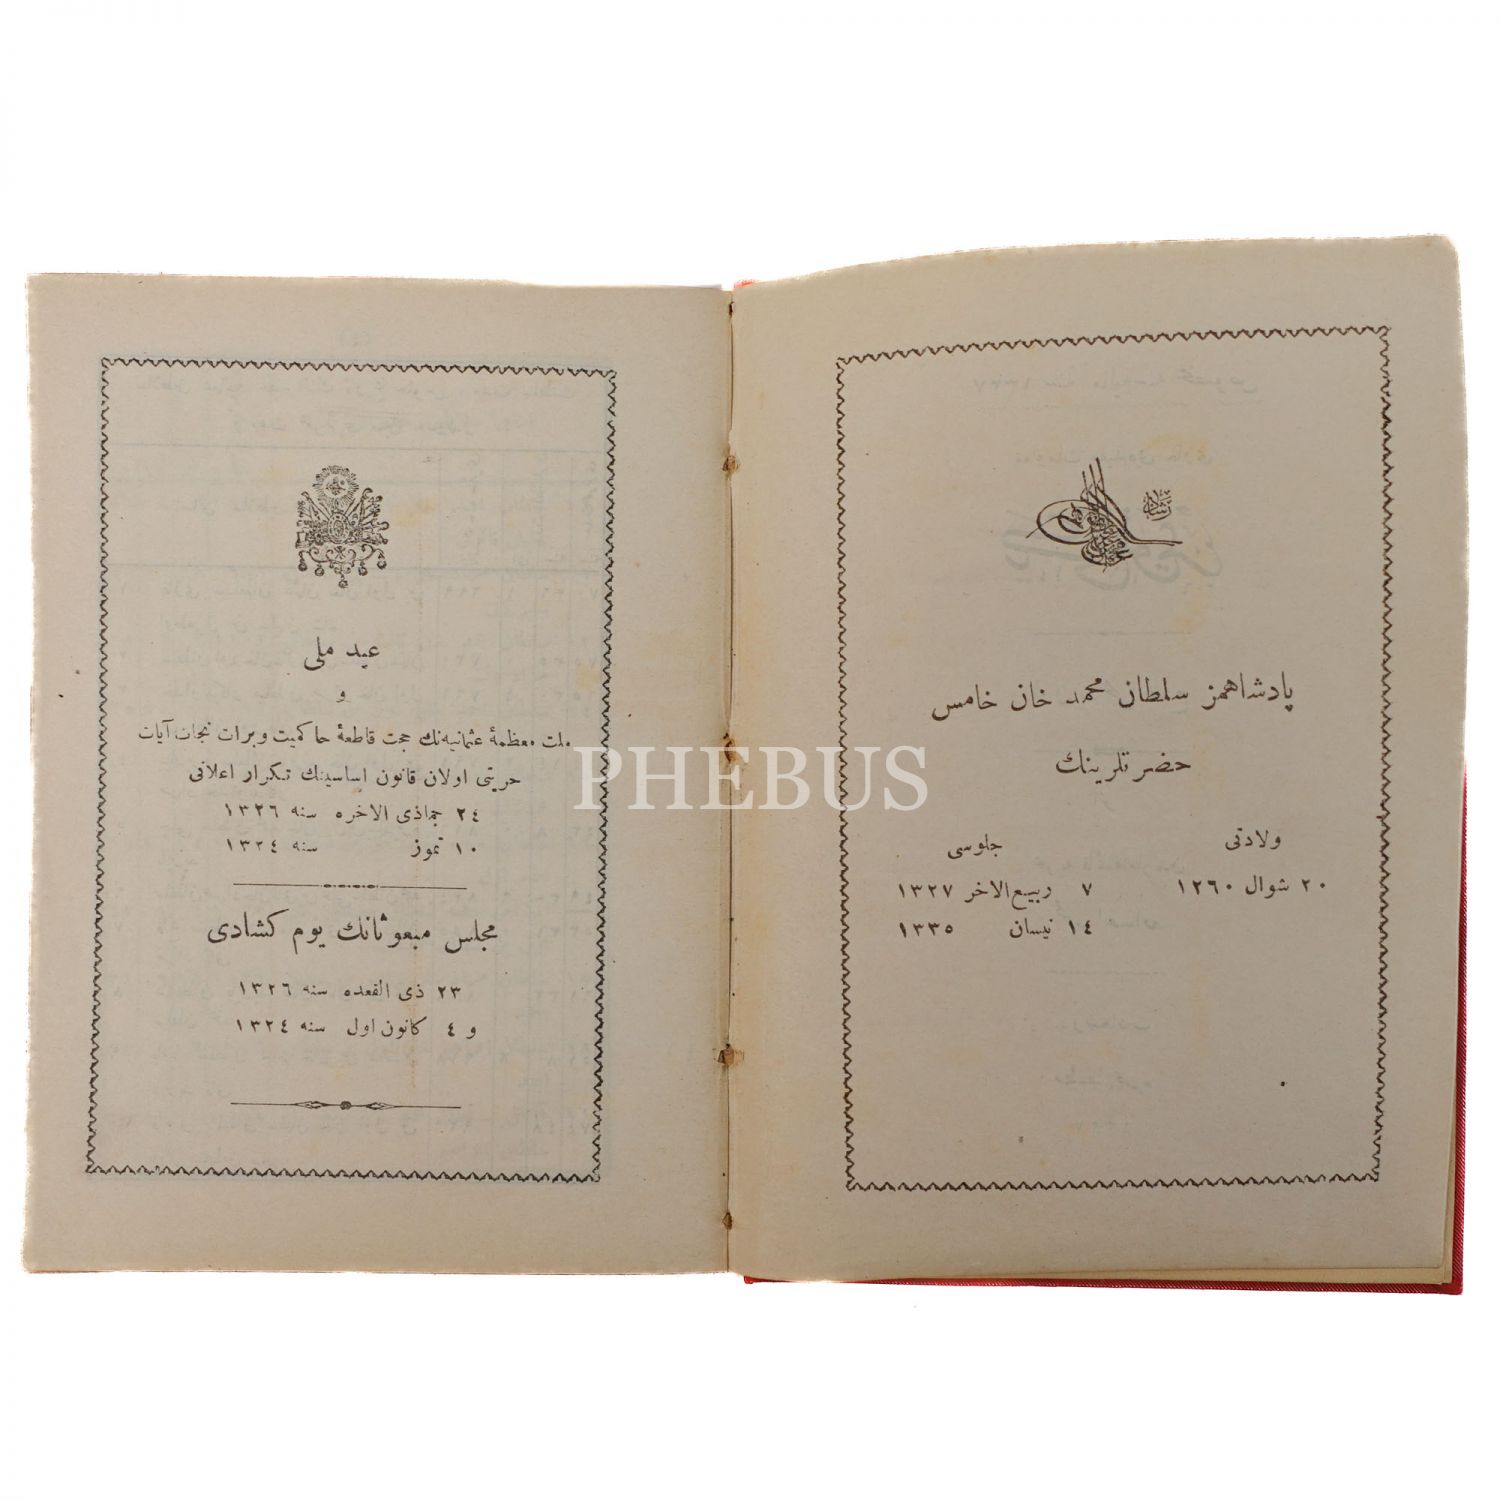 پادشاهمز سلطان محمد خان خامس
حضرتلرينك
ولادتى
٢٠ شوال ١٢٦٠
جلوسى
٧ ربيع الاخر ١٣٢٧
١٤ نيسان ١٣٣٥
عيد ملى
و
ملت معظمهٔ عثمانيه‌نك حجت قاطعهٔ حاكميت وبرات نجات آيات
حريتى اولان قانون اساسينك تكرار اعلانى
٢٤ جماذى الاخره سنه ١٣٢٦
١٠ تموز سنه ١٣٢٤
مجلس مبعوثانك يوم كشادى
٢٣ ذى القعده سنه ١٣٢٦
و ٤ كانون اول سنه ١٣٢٤
PHEBUS